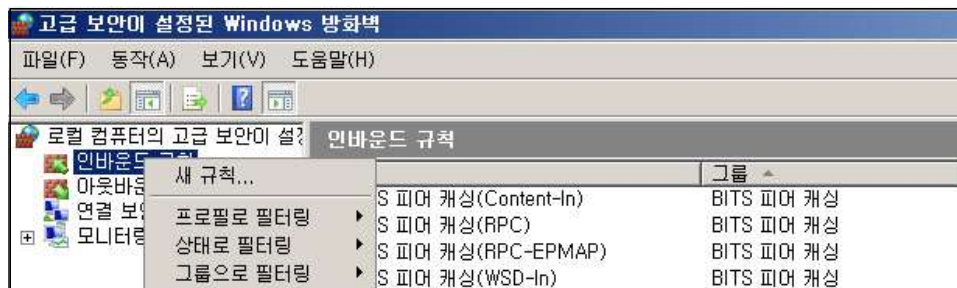 고급 보안이 설정된 Windows 방화벽
파일(F) 동작(A) 보기(V) 도움말(H)
로컬 컴퓨터의 고급 보안이 설정
인바운드 규칙
인바운드 규칙
새 규칙...
그룹
아웃바운
S 피어 캐싱(Content-In) BITS 피어 캐싱
연결 보안
프로필로 필터링
S 피어 캐싱(RPC) BITS 피어 캐싱
모니터링
상태로 필터링
S 피어 캐싱(RPC-EPMAP) BITS 피어 캐싱
그룹으로 필터링
S 피어 캐싱(WSD-In) BITS 피어 캐싱